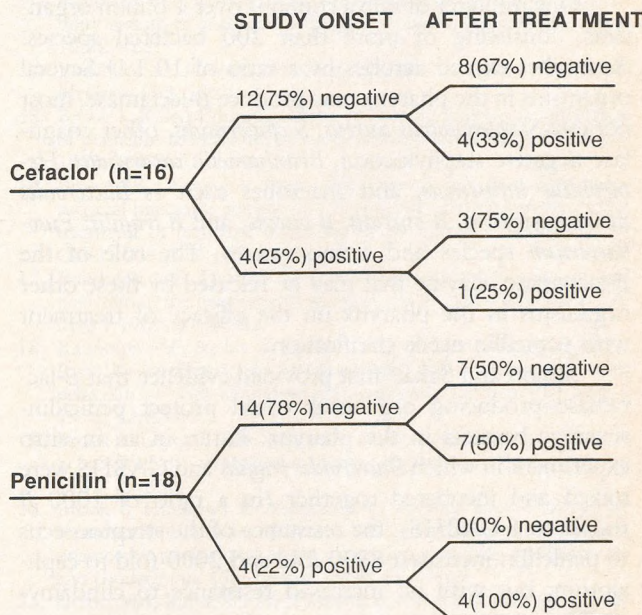 STUDY ONSET AFTER TREATMENT
8(67%) negative
12(75%) negative
4(33%) positive
Cefaclor (n=16)
3(75%) negative
4(25%) positive
1(25%) positive
7(50%) negative
14(78%) negative
7(50%) positive
Penicillin (n=18)
0(0%) negative
4(22%) positive
4(100%) positive